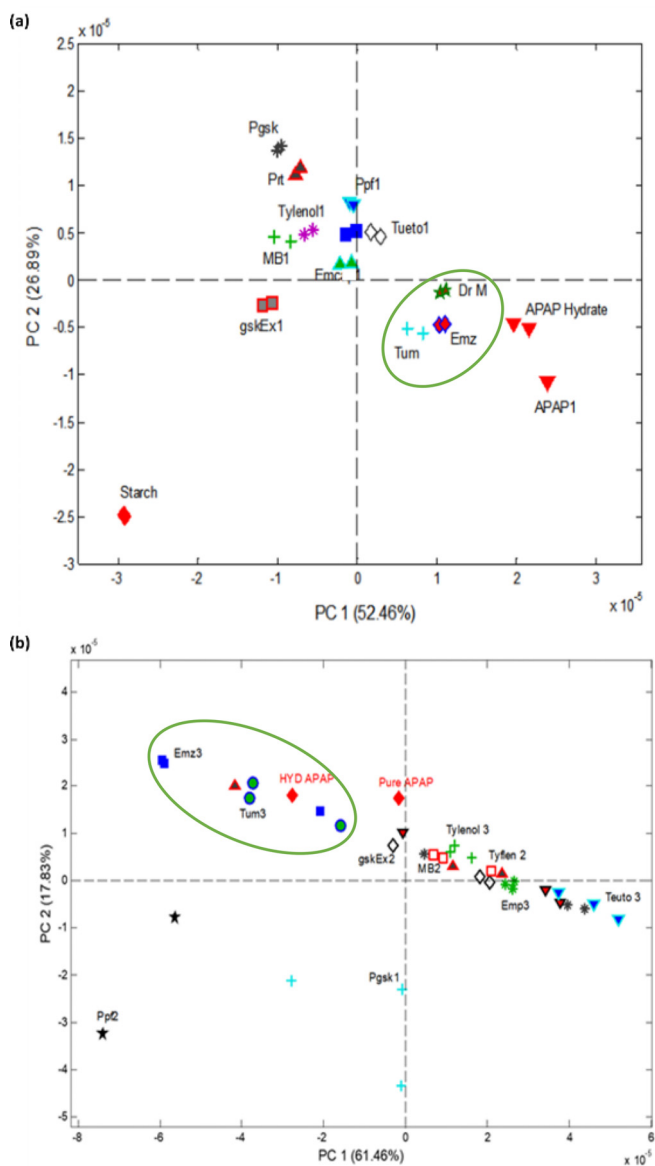 (a)
x 10⁻⁵
2.5
2
1.5
1
0.5
0
-0.5
-1
-1.5
-2
-2.5
-3
PC 2 (26.89%)
Pgsk
Prt
Ppf1
Tylenol1
Tueto1
MB1
Emc
gskEx1
Dr M
APAP Hydrate
Tum
Emz
APAP1
Starch
-3 -2 -1 0 1 2 3
x 10⁻⁵
PC 1 (52.46%)
(b)
x 10⁻⁵
4
3
2
1
0
-1
-2
-3
-4
-5
PC 2 (17.83%)
Emz3
HYD APAP
Pure APAP
Tum3
Tylenol 3
gskEx2
MB2
Tyflen 2
Emp3
Teuto 3
Pgsk1
Ppf2
-8 -6 -4 -2 0 2 4 6
PC 1 (61.46%)
x 10⁻⁵